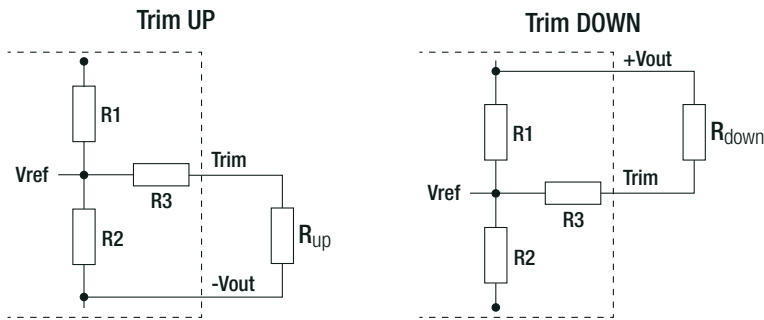 Trim UP
R1
Trim
Vref
R3
R2
Rup
-Vout
Trim DOWN
+Vout
R1
Rdown
Trim
Vref
R3
R2